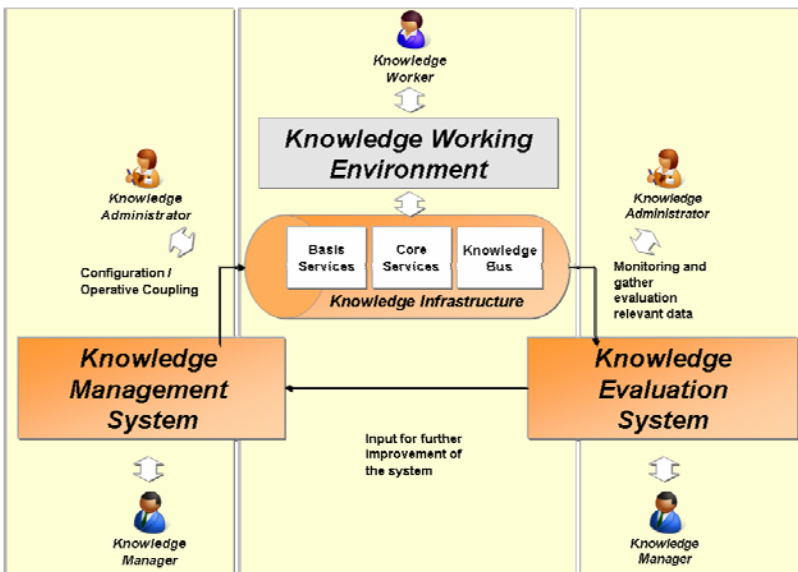 Knowledge
Worker
Knowledge Working
Environment
Knowledge
Administrator
Knowledge
Administrator
Basis
Services
Core
Services
Knowledge
Bus
Knowledge Infrastructure
Configuration /
Operative Coupling
Monitoring and
gather
evaluation
relevant data
Knowledge
Management
System
Knowledge
Evaluation
System
Input for further
improvement of
the system
Knowledge
Manager
Knowledge
Manager